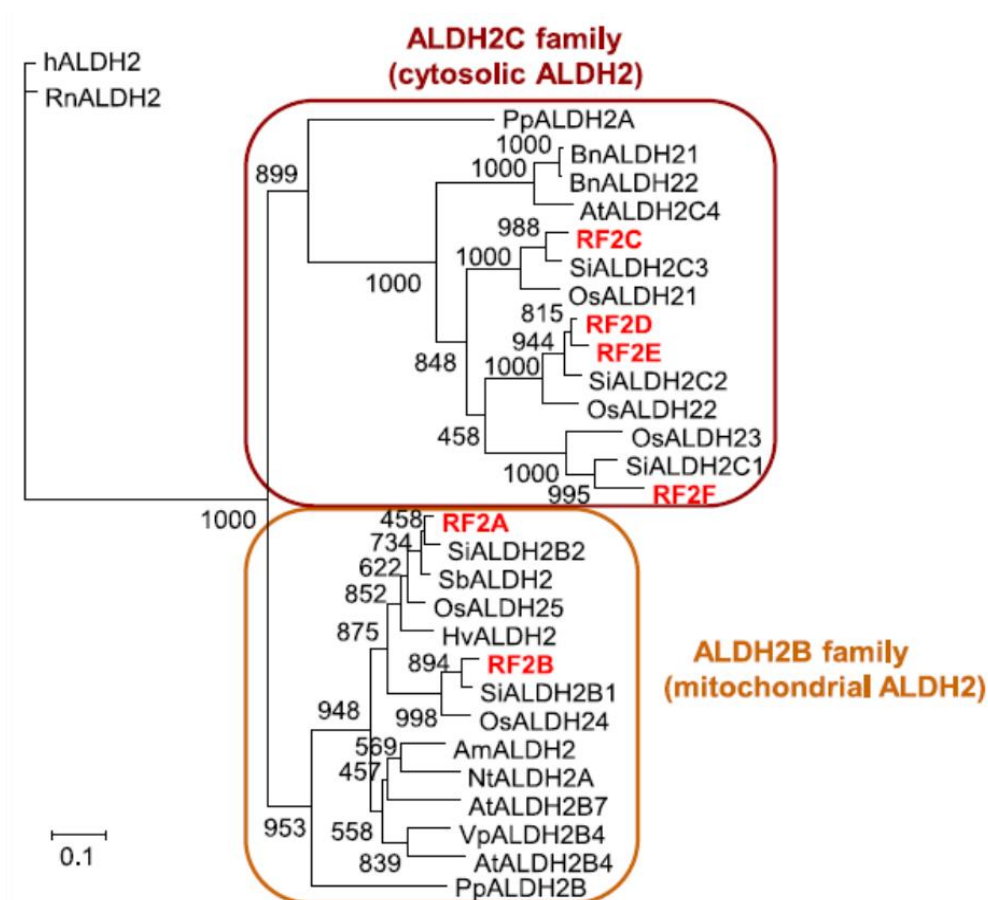 ALDH2C family
(cytosolic ALDH2)
hALDH2
RnALDH2
PpALDH2A
1000
BnALDH21
1000
899
BnALDH22
AtALDH2C4
988
RF2C
1000
SiALDH2C3
1000
OsALDH21
815
RF2D
944
RF2E
848
1000
SiALDH2C2
OsALDH22
458
OsALDH23
1000
SiALDH2C1
995
RF2F
1000
458
RF2A
734
SiALDH2B2
622
SbALDH2
852
OsALDH25
875
HvALDH2
894
RF2B
ALDH2B family
(mitochondrial ALDH2)
SiALDH2B1
948
998
OsALDH24
569
AmALDH2
457
NtALDH2A
AtALDH2B7
953
558
VpALDH2B4
0.1
839
AtALDH2B4
PpALDH2B